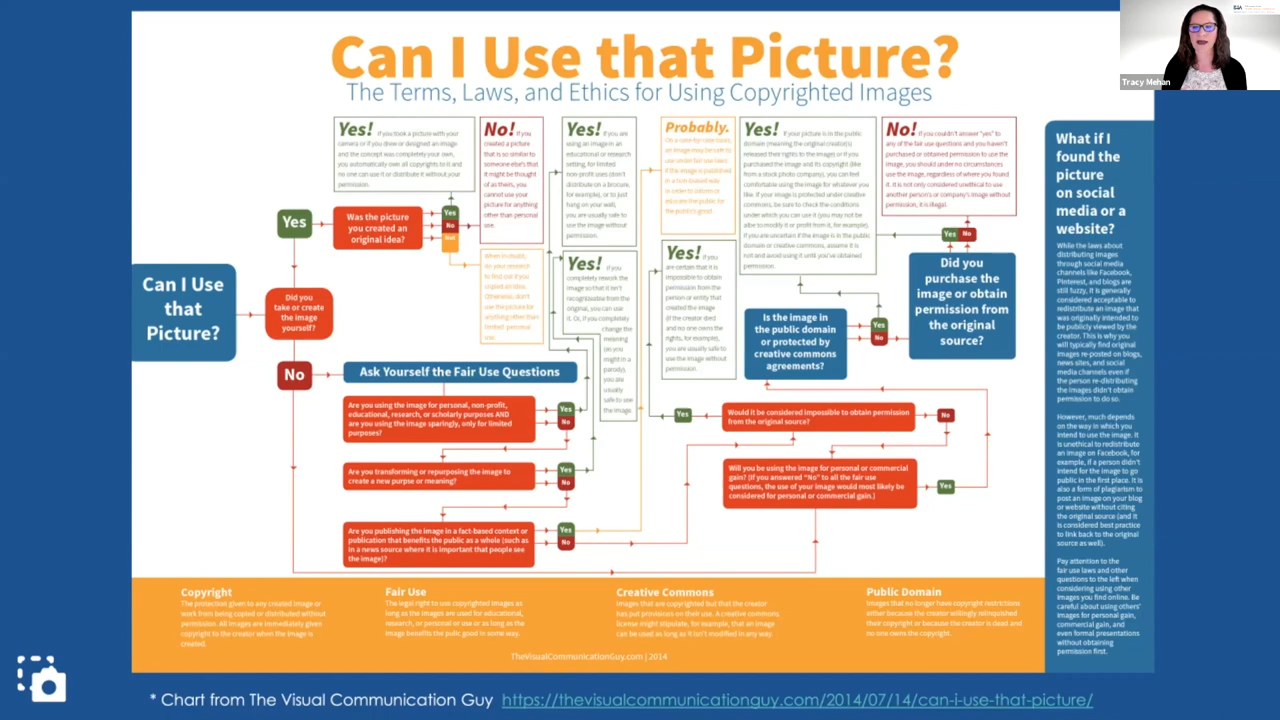 Can I Use that Picture?
The Terms, Laws, and Ethics for Using Copyrighted Images
Tracy Mehan
Yes! If you took a picture with your
camera or if you drew or designed an image
and the concept was completely your own,
you automatically own all copyrights to it and
no one can use it or distribute it without your
permission.
No! If you
created a picture
that is so similar to
someone else's that
it might be thought
of as theirs, you
cannot use your
picture for anything
other than personal
use.
Yes! If you are
using an image in an
educational or research
setting, for limited
non-profit uses (don't
distribute on a brochure,
for example), or to just
hang on your wall,
you are usually safe to
use the image without
permission.
Probably.
On a case-by-case basis,
an image may be safe to
use under fair use laws
if the image is published
in a non-biased way
in order to inform or
educate the public for
the public's good.
Yes! If your picture is in the public
domain (meaning the original creator(s)
released their rights to the images or if you
purchased the image and its copyright (like
from a stock photo company), you can feel
comfortable using the image for whatever you
like. If your image is protected under creative
commons, be sure to check the conditions
under which you can use it (you may not be
able to modify it or profit from it, for example).
If you are uncertain if the image is in the public
domain or creative commons, assume it is
not and avoid using it until you've obtained
permission.
No! If you couldn't answer "yes" to
any of the fair use questions and you haven't
purchased or obtained permission to use the
image, you should under no circumstances
use the image, regardless of where you found
it. It is not only considered unethical to use
another person's or company's image without
permission, it is illegal.
Yes
Was the picture
you created an
original idea?
Yes
No
When in doubt,
do your research
to find out if you
copied an idea.
Otherwise, don't
use the picture for
anything other than
limited personal
use.
Yes! If you
completely rework the
image so that it isn't
recognizeable from the
original, you can use
it. Or, if you completely
change the
meaning
(as you
might in a
parody),
you are
usually
safe to use
the image.
Yes! If you
are certain that it is
impossible to obtain
permission from the
person or entity that
created the image
(if the creator died
and no one owns the
rights, for example),
you are usually safe to
use the image without
permission.
Yes
No
Can I Use
that
Picture?
Did you
take or create
the image
yourself?
Is the image in
the public domain
or protected by
creative commons
agreements?
Yes
No
Did you
purchase the
image or obtain
permission from
the original
source?
No
Ask Yourself the Fair Use Questions
Are you using the image for personal, non-profit,
educational, research, or scholarly purposes AND
are you using the image sparingly, only for limited
purposes?
Yes
No
Are you transforming or repurposing the image to
create a new purpse or meaning?
Yes
No
Are you publishing the image in a fact-based context or
publication that benefits the public as a whole (such as
in a news source where it is important that people see
the image)?
Yes
No
Yes
Would it be considered impossible to obtain permission
from the original source?
No
Will you be using the image for personal or commercial
gain? (If you answered "No" to all the fair use
questions, the use of your image would most likely be
considered for personal or commercial gain.)
Yes
What if I
found the
picture
on social
media or a
website?
While the laws about
distributing images
through social media
channels like Facebook,
Pinterest, and blogs are
still fuzzy, it is generally
considered acceptable to
redistribute an image that
was originally intended to
be publicly viewed by the
creator. This is why you
will typically find original
images re-posted on blogs,
news sites, and social
media channels even if
the person re-distributing
the images didn't obtain
permission to do so.
However, much depends
on the way in which you
intend to use the image. It
is unethical to redistribute
an image on Facebook, for
example, if a person didn't
intend for the image to go
public in the first place. It is
also a form of plagiarism to
post an image on your blog
or website without citing
the original source (and it
is considered best practice
to link back to the original
source as well).
Pay attention to the
fair use laws and other
questions to the left when
considering using other
images you find online. Be
careful about using others'
images for personal gain,
commercial gain, and
even formal presentations
without obtaining
permission first.
Copyright
The protection given to any created image or
work from being copied or distributed without
permission. All images are immediately given
copyright to the creator when the image is
created.
Fair Use
The legal right to use copyrighted images as
long as the images are used for educational,
research, or personal use or as long as the
image benefits the public good in some way.
Creative Commons
Images that are copyrighted but that the creator
has put provisions on their use. A creative commons
license might stipulate, for example, that an image
can be used as long as it isn't modified in any way.
Public Domain
Images that no longer have copyright restrictions
either because the creator willingly relinquished
their copyright or because the creator is dead and
no one owns the copyright.
TheVisualCommunicationGuy.com | 2014
* Chart from The Visual Communication Guy https://thevisualcommunicationguy.com/2014/07/14/can-i-use-that-picture/